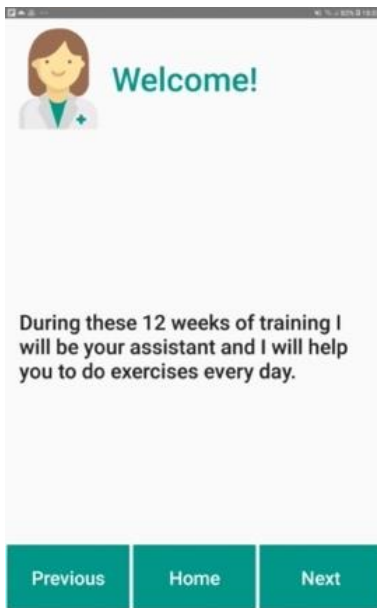 Welcome!
During these 12 weeks of training I
will be your assistant and I will help
you to do exercises every day.
Previous
Home
Next